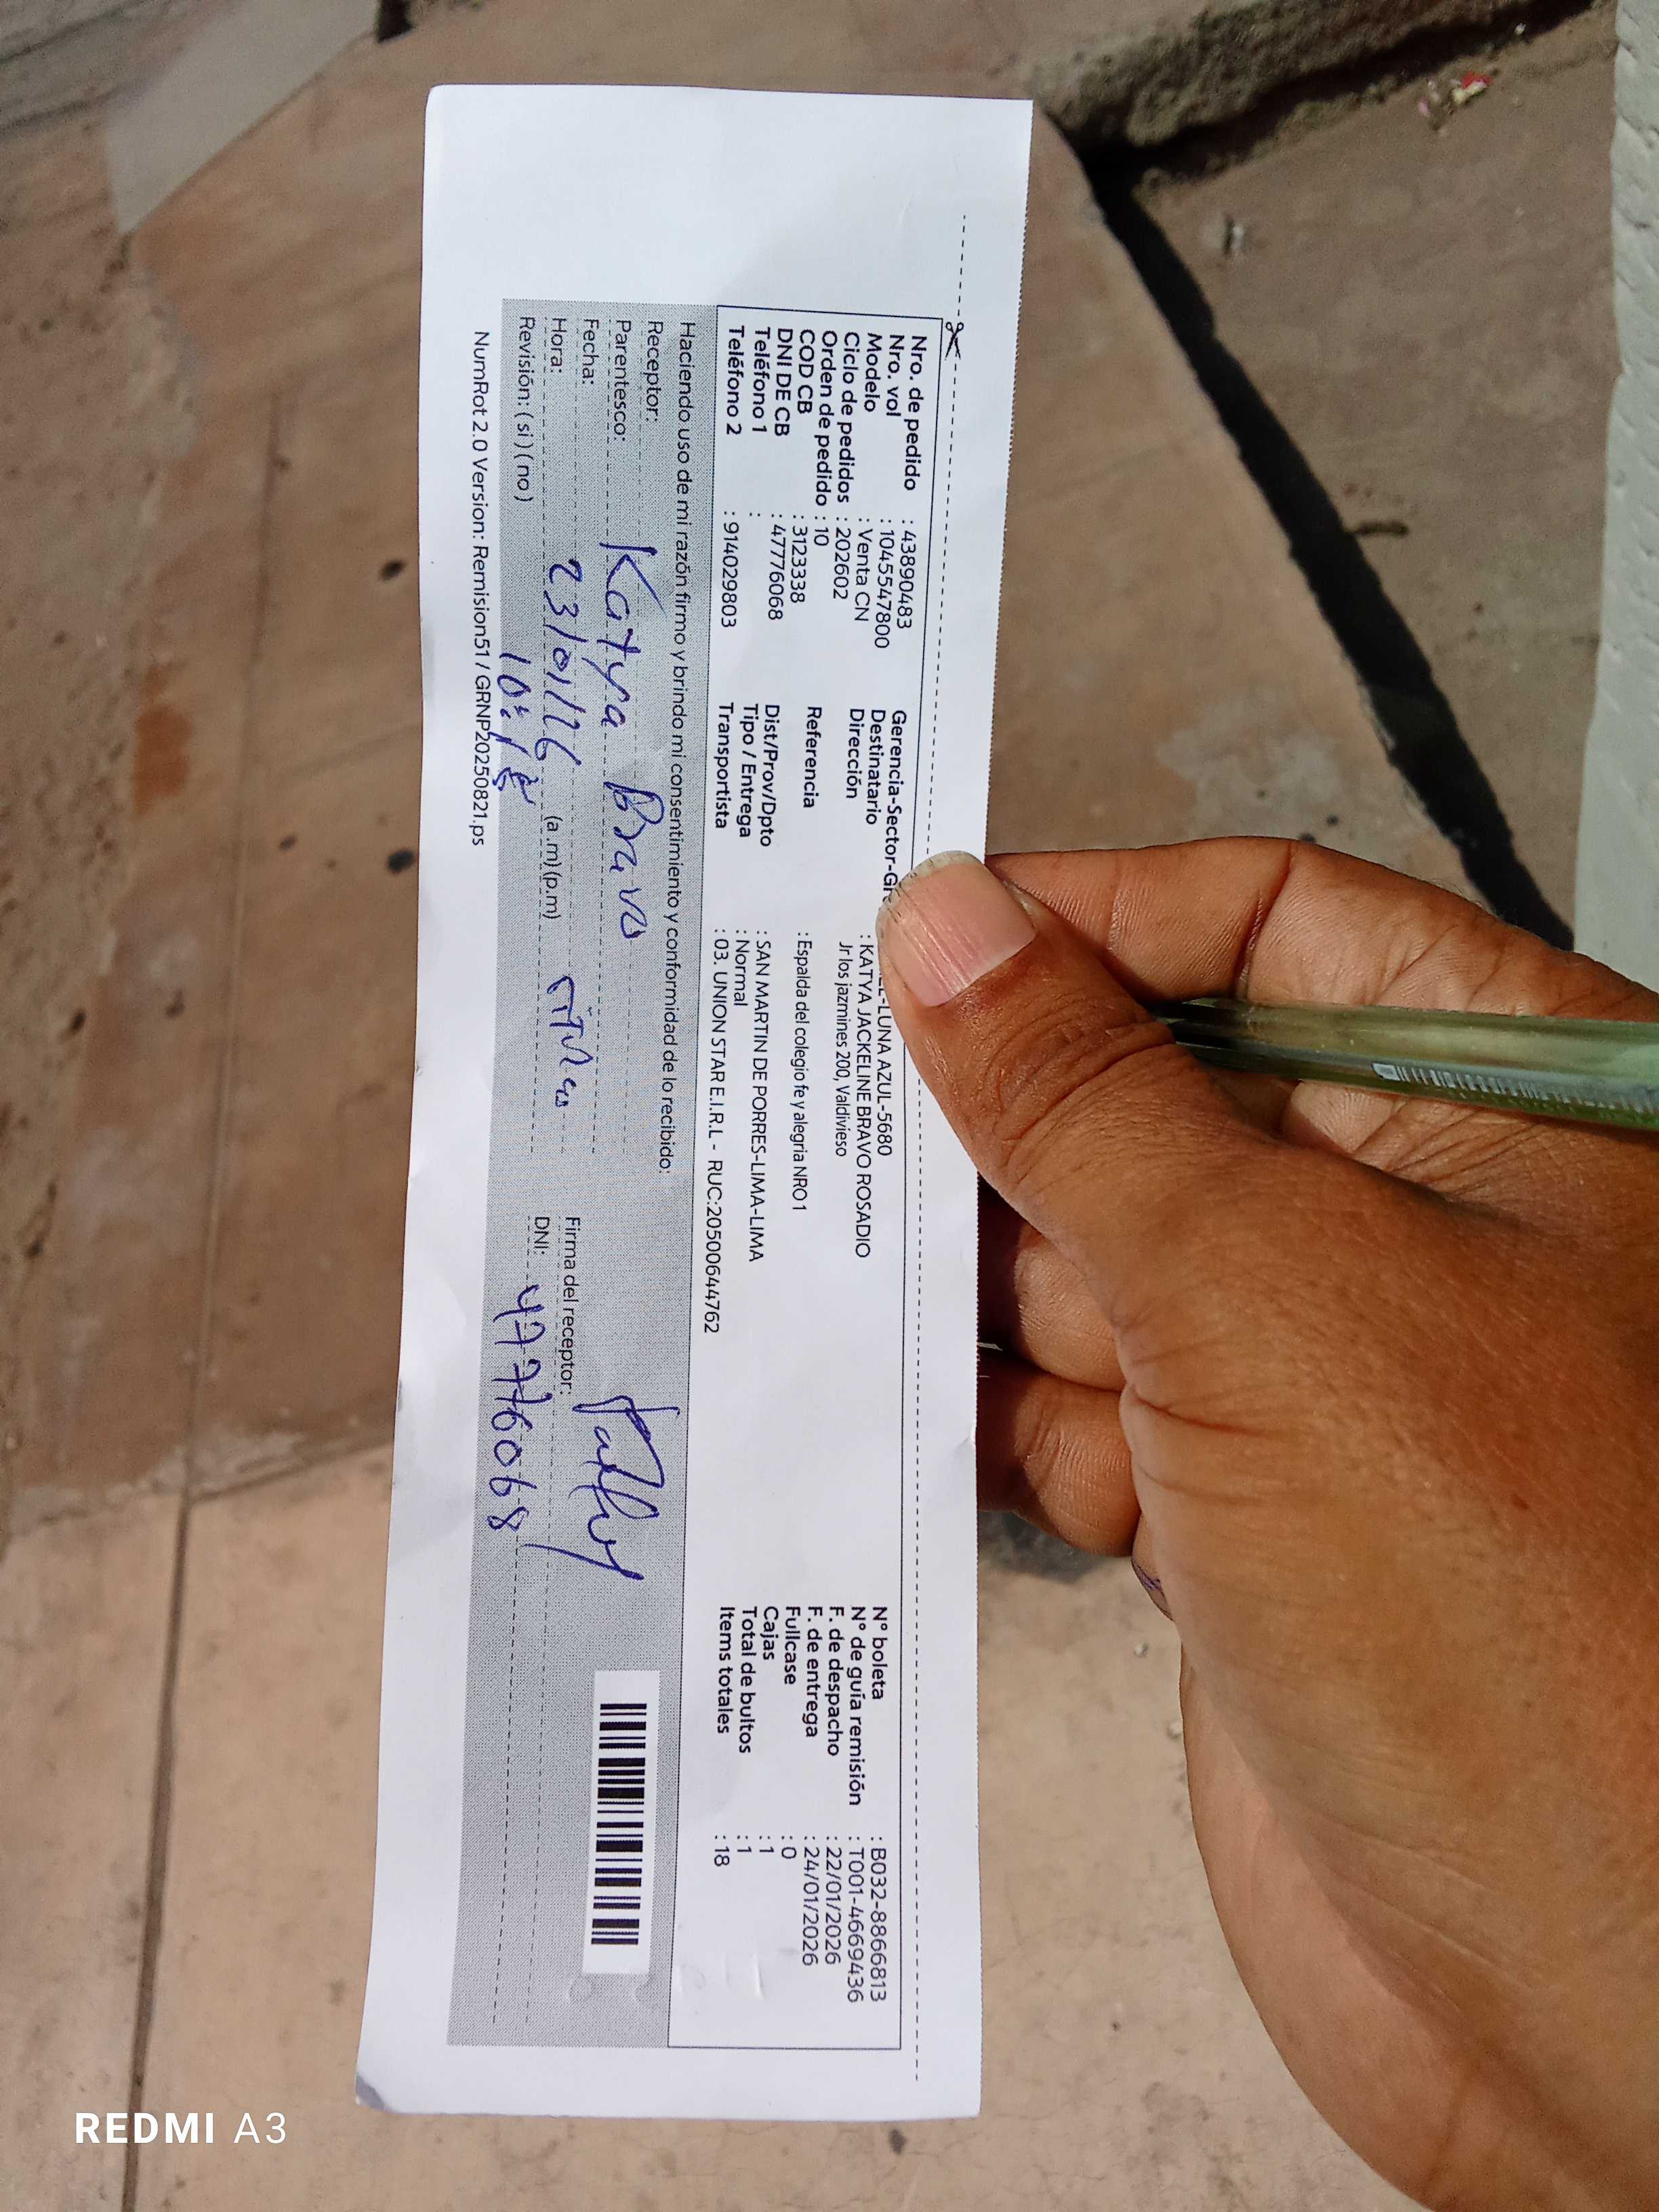 Nro. de pedido : 43890483
Nro. vol : 1045547800
Modelo : Venta CN
Ciclo de pedidos : 202602
Orden de pedido : 10
COD CB : 3123338
DNI DE CB : 47776068
Teléfono 1 :
Teléfono 2 : 914029803
Gerencia-Sector-Gr LUNA AZUL-5680
Destinatario : KATYA JACKELINE BRAVO ROSADIO
Dirección Jr los jazmines 200, Valdivieso
Referencia : Espalda del colegio fe y alegria NRO 1
Dist/Prov/Dpto : SAN MARTIN DE PORRES-LIMA-LIMA
Tipo / Entrega : Normal
Transportista : 03. UNION STAR E.I.R.L - RUC:20500644762
N° boleta : B032-8866813
N° de guía remisión : T001-4669436
F. de despacho : 22/01/2026
F. de entrega : 24/01/2026
Fullcase : 0
Cajas : 1
Total de bultos : 1
Items totales : 18
Haciendo uso de mi razón firmo y brindo mi consentimiento y conformidad de lo recibido:
Receptor: Katya Bravo
Parentesco:
Fecha: 23/01/26
Hora: 10: (a.m)(p.m)
Revisión: ( si ) ( no )
Firma del receptor:
DNI: 47776068
NumRot 2.0 Version: Remision51 / GRNP20250821.ps
REDMI A3